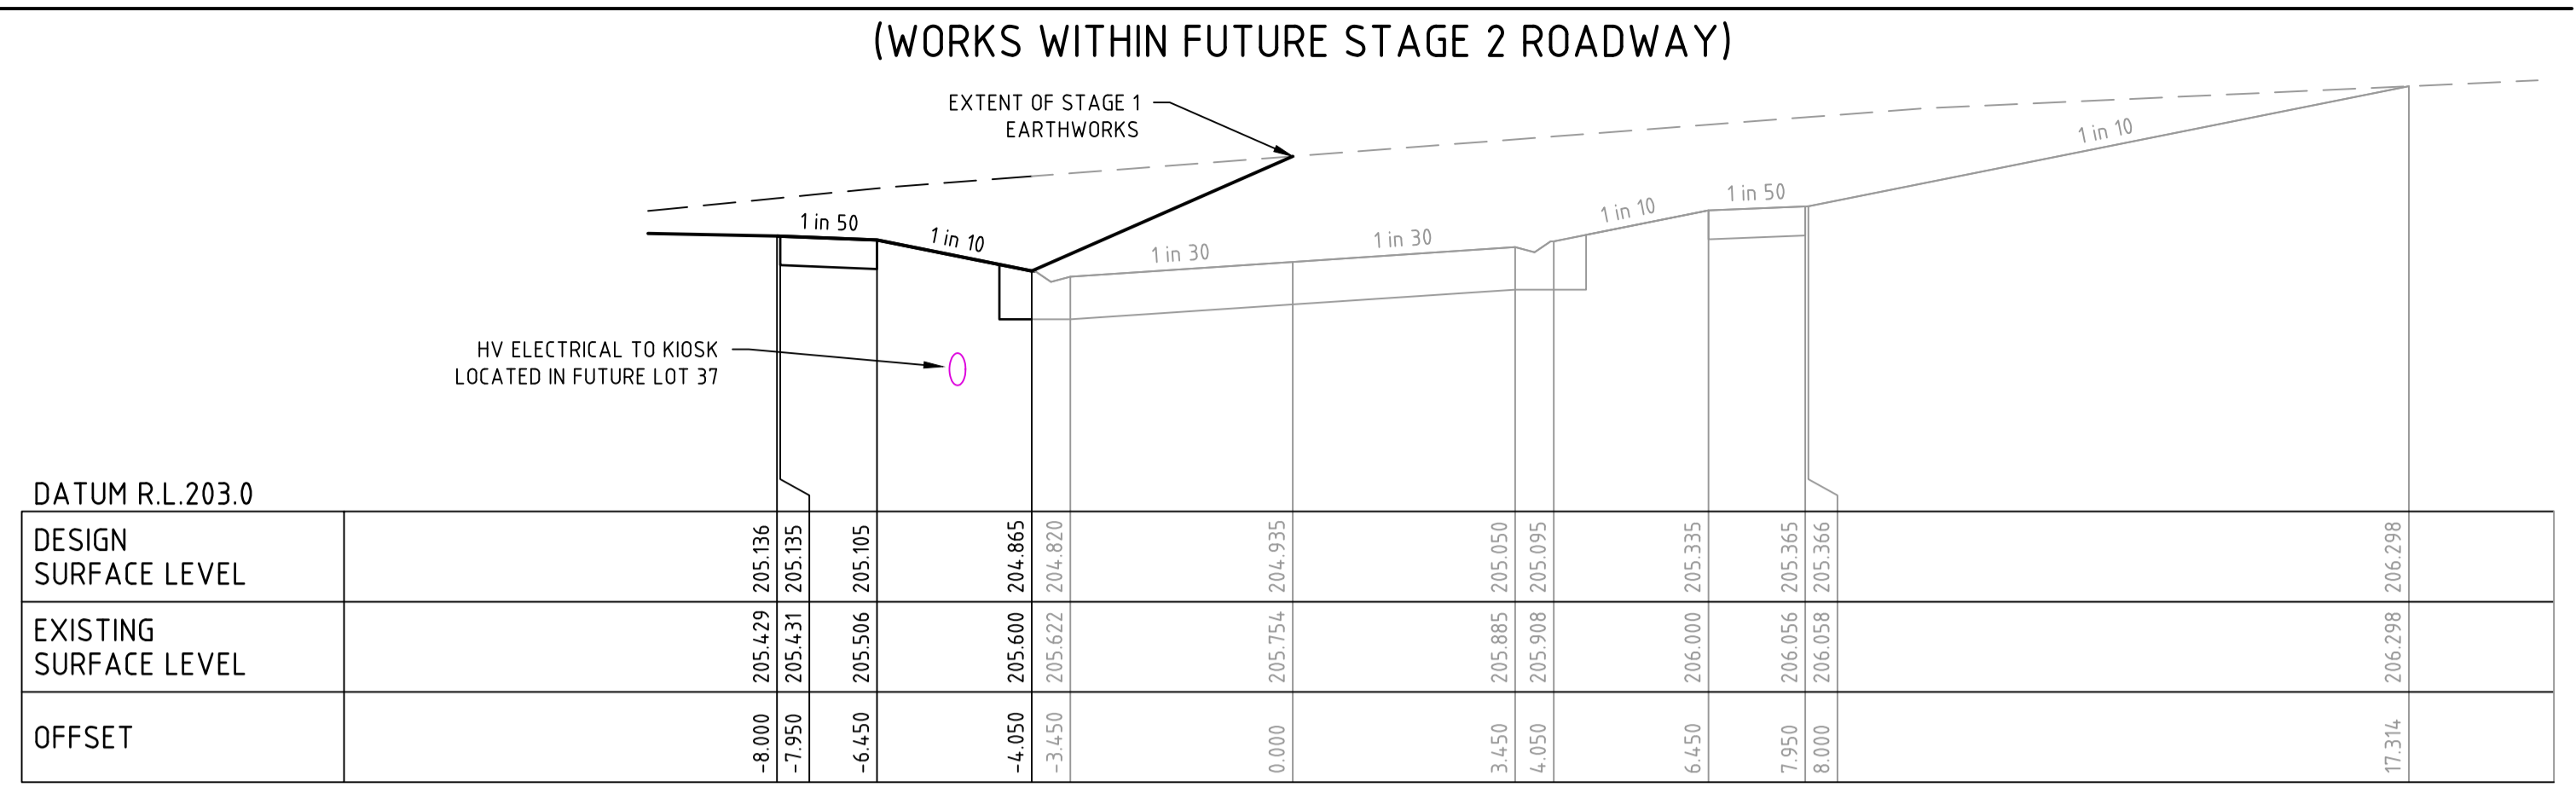 (WORKS WITHIN FUTURE STAGE 2 ROADWAY)
EXTENT OF STAGE 1
EARTHWORKS
1 in 50
1 in 10
1 in 30
1 in 30
1 in 10
1 in 50
1 in 10
HV ELECTRICAL TO KIOSK
LOCATED IN FUTURE LOT 37
DATUM R.L.203.0
DESIGN
SURFACE LEVEL
205.136
205.135
205.105
204.865
204.820
204.935
205.050
205.095
205.335
205.365
205.366
206.298
EXISTING
SURFACE LEVEL
205.429
205.431
205.506
205.600
205.622
205.754
205.885
205.908
206.000
206.056
206.058
206.298
OFFSET
-8.000
-7.950
-6.450
-4.050
-3.450
0.000
3.450
4.050
6.450
7.950
8.000
17.314